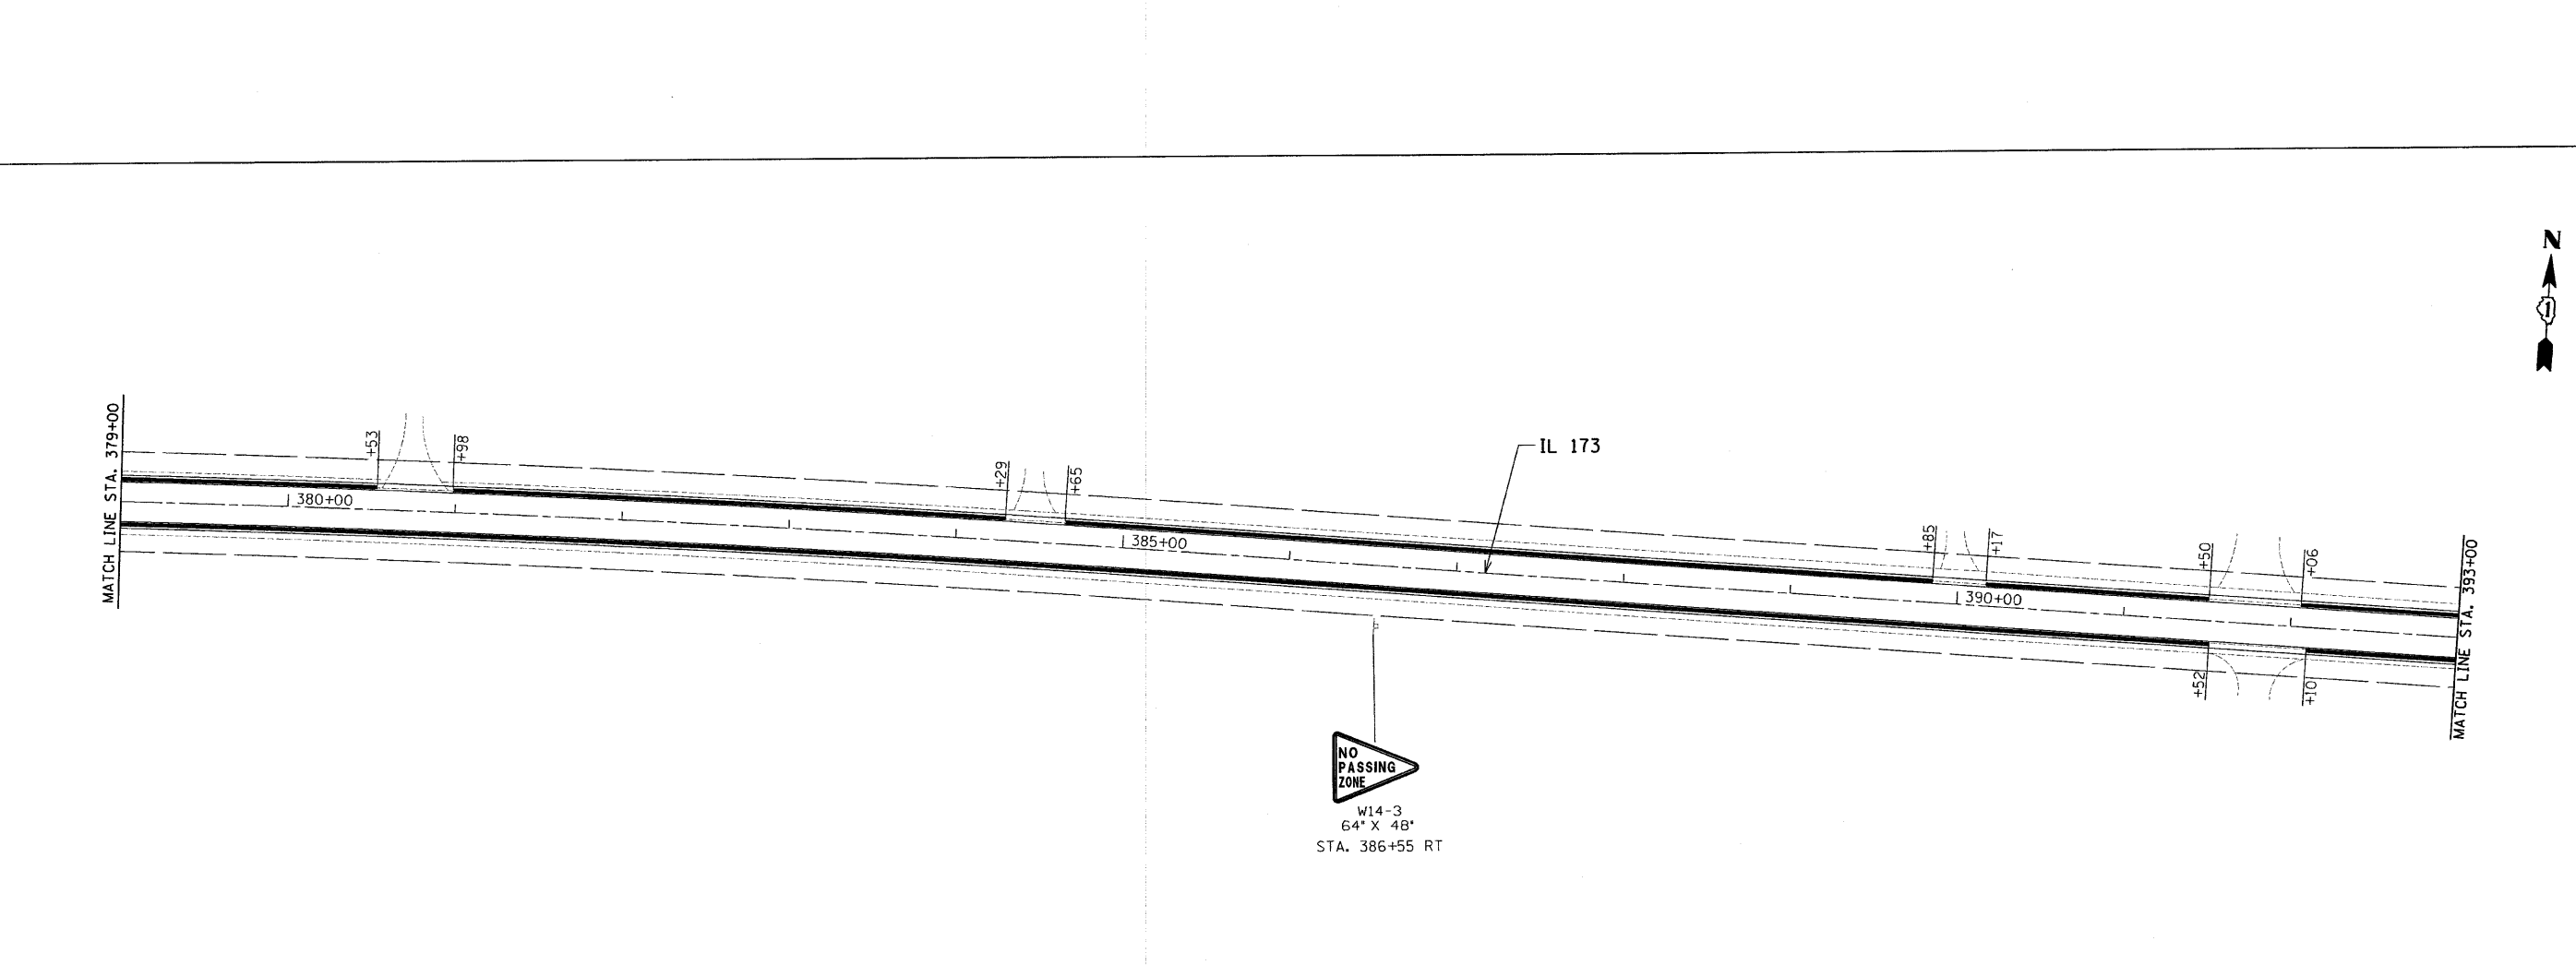 N
1
MATCH LINE STA. 379+00
+53
+98
380+00
+29
+65
385+00
IL 173
+85
+17
390+00
+50
+06
+52
+10
MATCH LINE STA. 393+00
NO
PASSING
ZONE
W14-3
64" X 48"
STA. 386+55 RT